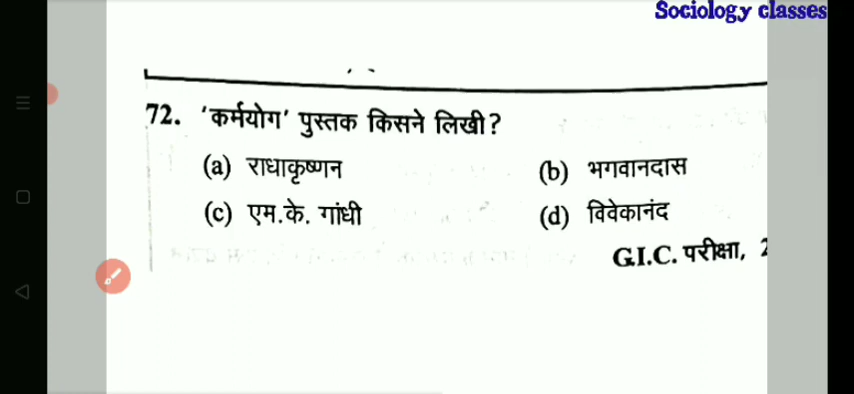 Sociology classes
72. 'कर्मयोग' पुस्तक किसने लिखी?
(a) राधाकृष्णन (b) भगवानदास
(c) एम.के. गांधी (d) विवेकानंद
G.I.C. परीक्षा,